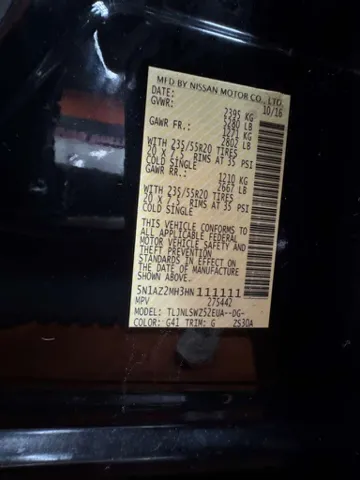 MFD BY NISSAN MOTOR CO., LTD.
DATE: 10/16
GVWR: 2395 KG
5280 LB
GAWR FR.: 1271 KG
2802 LB
WITH 235/55R20 TIRES
20 X 7.5 RIMS AT 35 PSI
COLD SINGLE
GAWR RR.: 1210 KG
2667 LB
WITH 235/55R20 TIRES
20 X 7.5 RIMS AT 35 PSI
COLD SINGLE
THIS VEHICLE CONFORMS
TO ALL APPLICABLE FEDERAL
MOTOR VEHICLE SAFETY AND
THEFT PREVENTION
STANDARDS IN EFFECT ON
THE DATE OF MANUFACTURE
SHOWN ABOVE.
5N1AZ2MH3HN111111
MPV 275442
MODEL: TLJNLSWZ52EUA--DG-
COLOR: G41 TRIM: G 2S30A